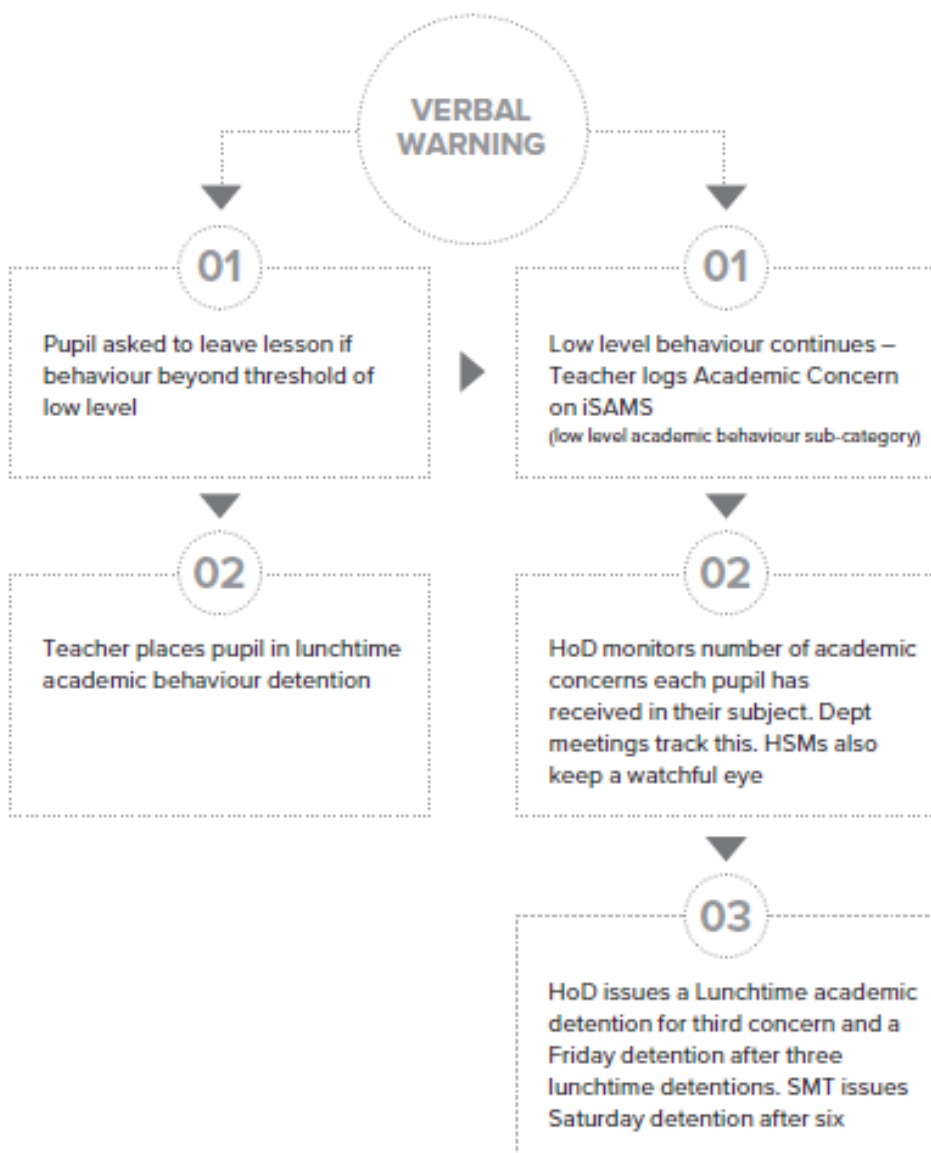 VERBAL
WARNING
01
Pupil asked to leave lesson if
behaviour beyond threshold of
low level
01
Low level behaviour continues –
Teacher logs Academic Concern
on iSAMS
(low level academic behaviour sub-category)
02
Teacher places pupil in lunchtime
academic behaviour detention
02
HoD monitors number of academic
concerns each pupil has
received in their subject. Dept
meetings track this. HSMs also
keep a watchful eye
03
HoD issues a Lunchtime academic
detention for third concern and a
Friday detention after three
lunchtime detentions. SMT issues
Saturday detention after six